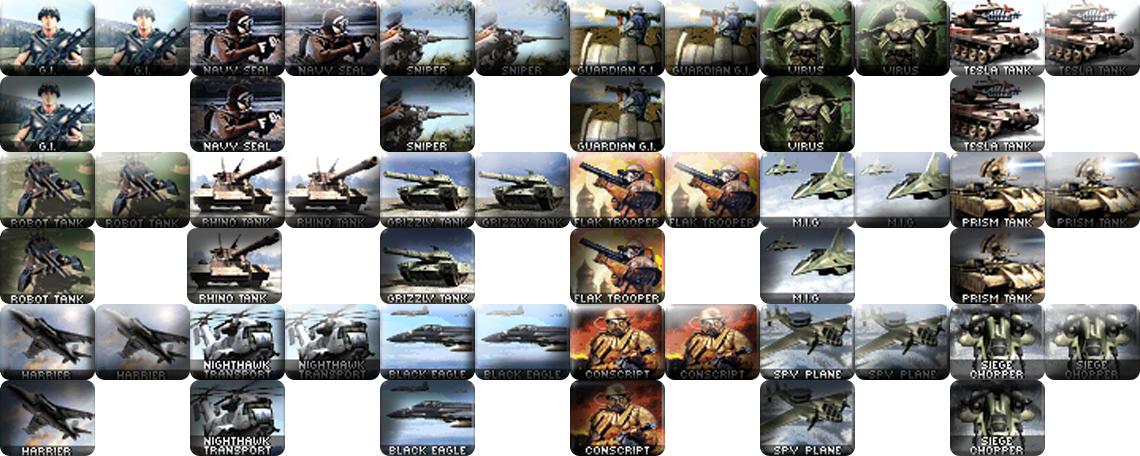 G.I. G.I. NAVY SEAL NAVY SEAL SNIPER SNIPER GUARDIAN G.I. GUARDIAN G.I. VIRUS VIRUS TESLA TANK TESLA TANK
G.I. NAVY SEAL SNIPER GUARDIAN G.I. VIRUS TESLA TANK
ROBOT TANK ROBOT TANK RHINO TANK RHINO TANK GRIZZLY TANK GRIZZLY TANK FLAK TROOPER FLAK TROOPER M.I.G M.I.G PRISM TANK PRISM TANK
ROBOT TANK RHINO TANK GRIZZLY TANK FLAK TROOPER M.I.G PRISM TANK
NIGHTHAWK NIGHTHAWK SIEGE SIEGE
HARRIER HARRIER TRANSPORT TRANSPORT BLACK EAGLE BLACK EAGLE CONSCRIPT CONSCRIPT SPY PLANE SPY PLANE CHOPPER CHOPPER
NIGHTHAWK SIEGE
HARRIER TRANSPORT BLACK EAGLE CONSCRIPT SPY PLANE CHOPPER